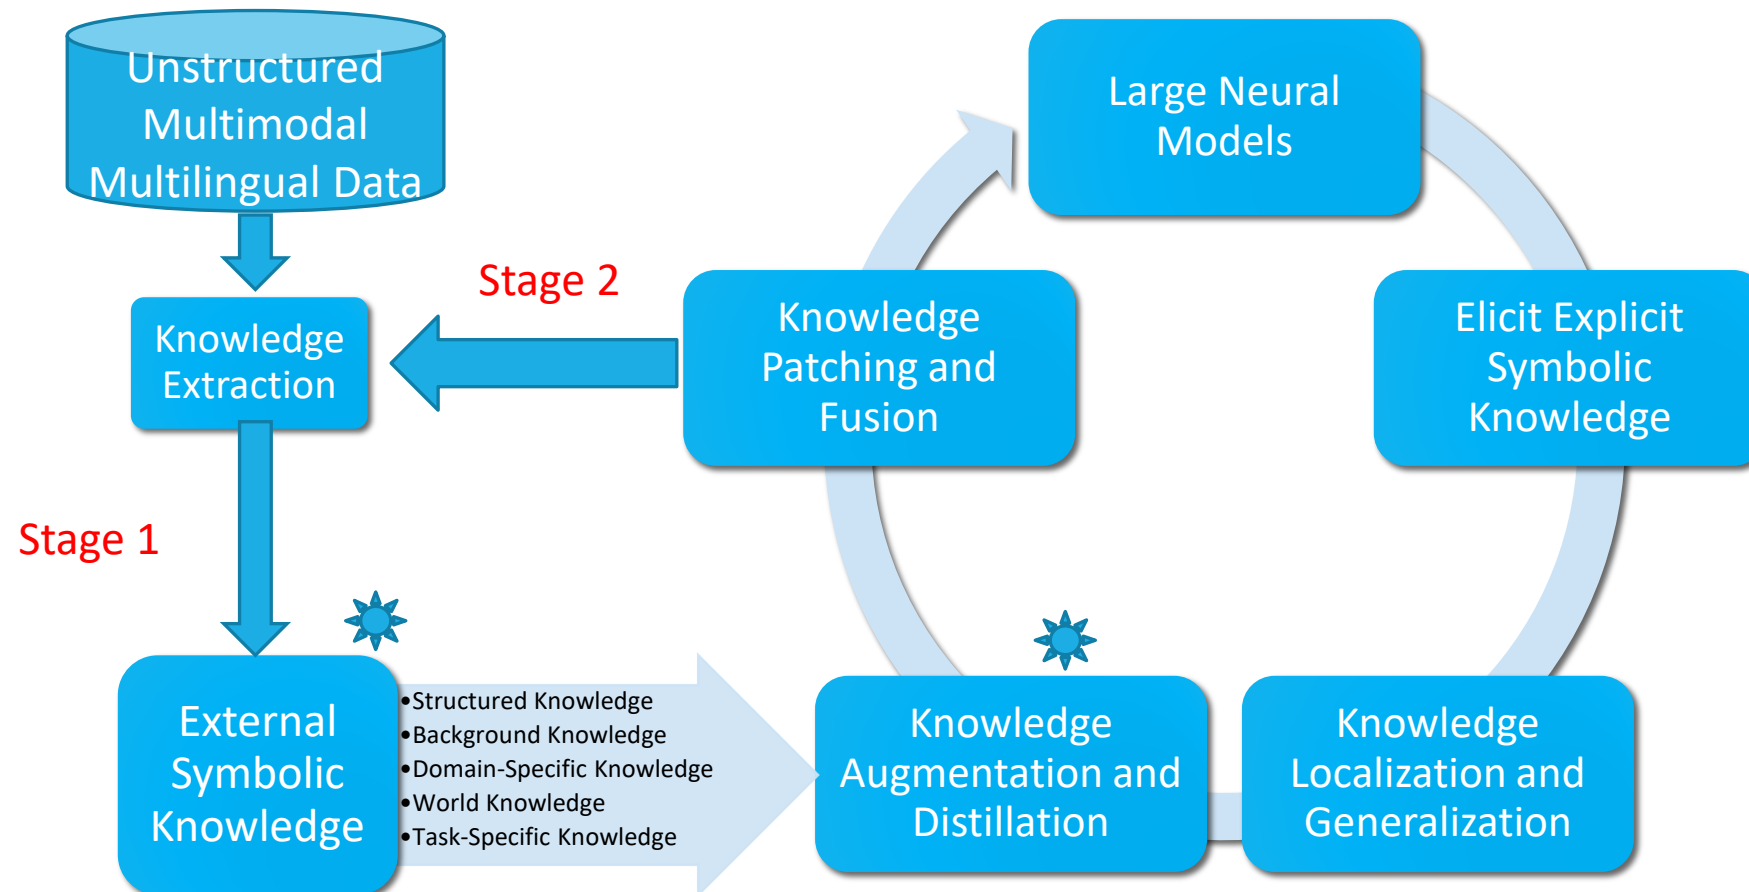 Unstructured
Multimodal
Multilingual Data
Knowledge
Extraction
Stage 1
Stage 2
External
Symbolic
Knowledge
•Structured Knowledge
•Background Knowledge
•Domain-Specific Knowledge
•World Knowledge
•Task-Specific Knowledge
Large Neural
Models
Elicit Explicit
Symbolic
Knowledge
Knowledge
Localization and
Generalization
Knowledge
Augmentation and
Distillation
Knowledge
Patching and
Fusion